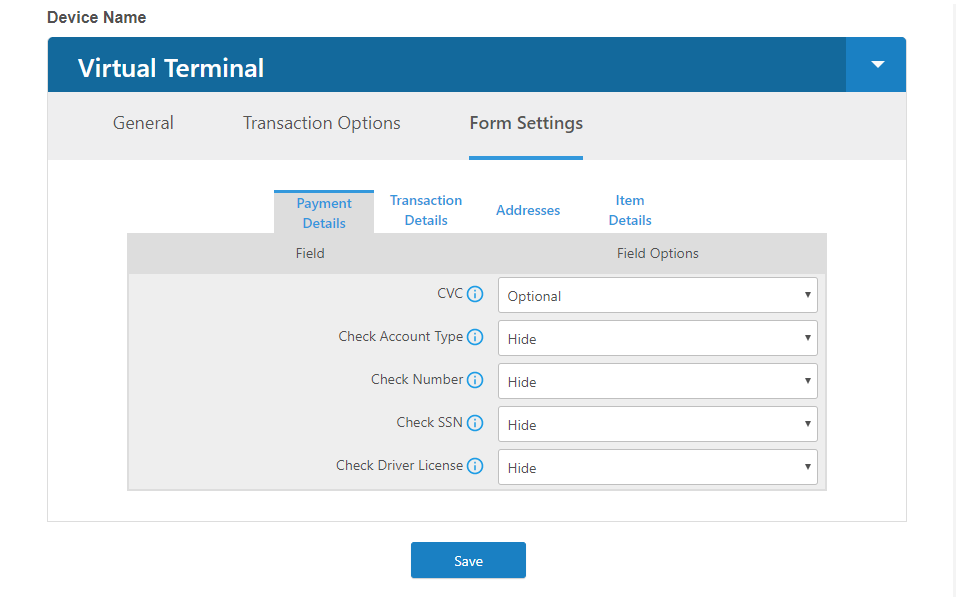 Device Name
Virtual Terminal
General Transaction Options Form Settings
Payment Details Transaction Details Addresses Item Details
Field Field Options
CVC Optional
Check Account Type Hide
Check Number Hide
Check SSN Hide
Check Driver License Hide
Save